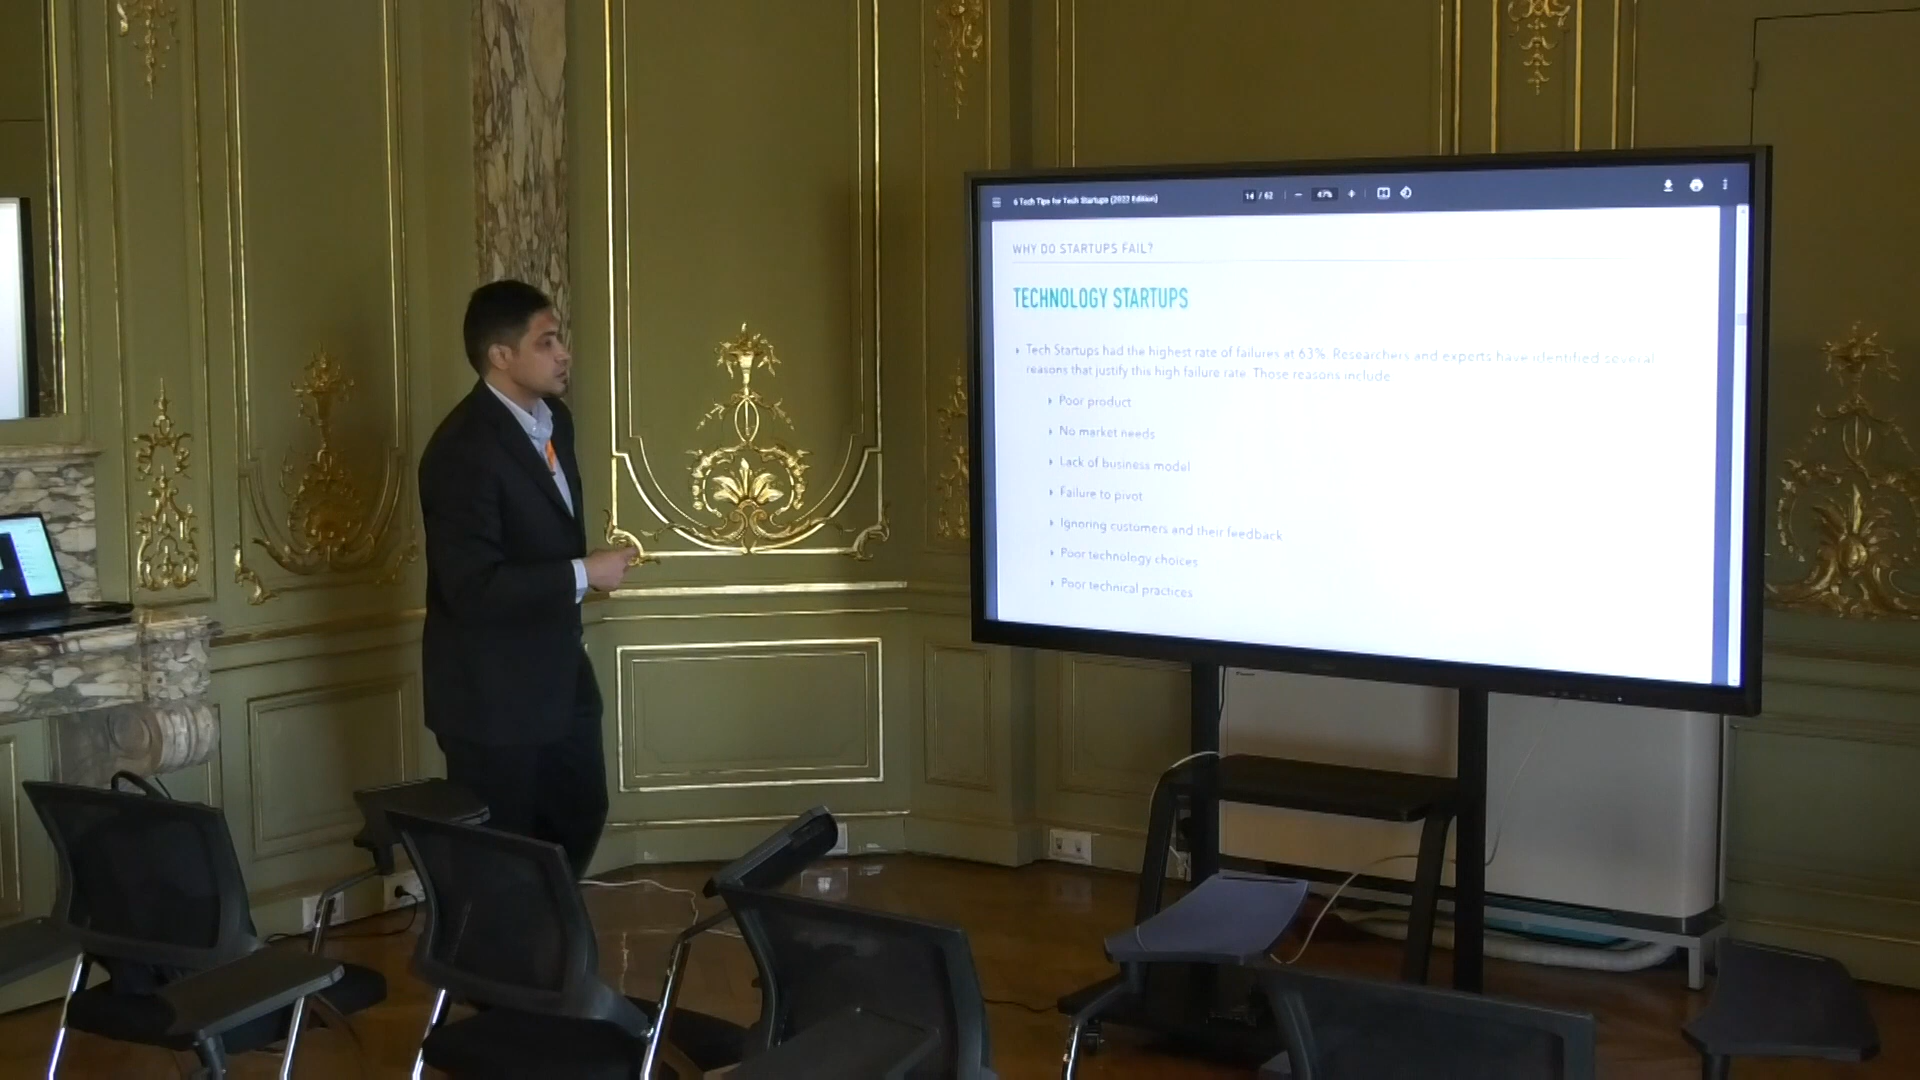 6 Tech Tips for Tech Startups (2022 Edition)
14 / 62
47%
WHY DO STARTUPS FAIL?
TECHNOLOGY STARTUPS
Tech Startups had the highest rate of failures at 63%. Researchers and experts have identified several
reasons that justify this high failure rate. Those reasons include
Poor product
No market needs
Lack of business model
Failure to pivot
Ignoring customers and their feedback
Poor technology choices
Poor technical practices